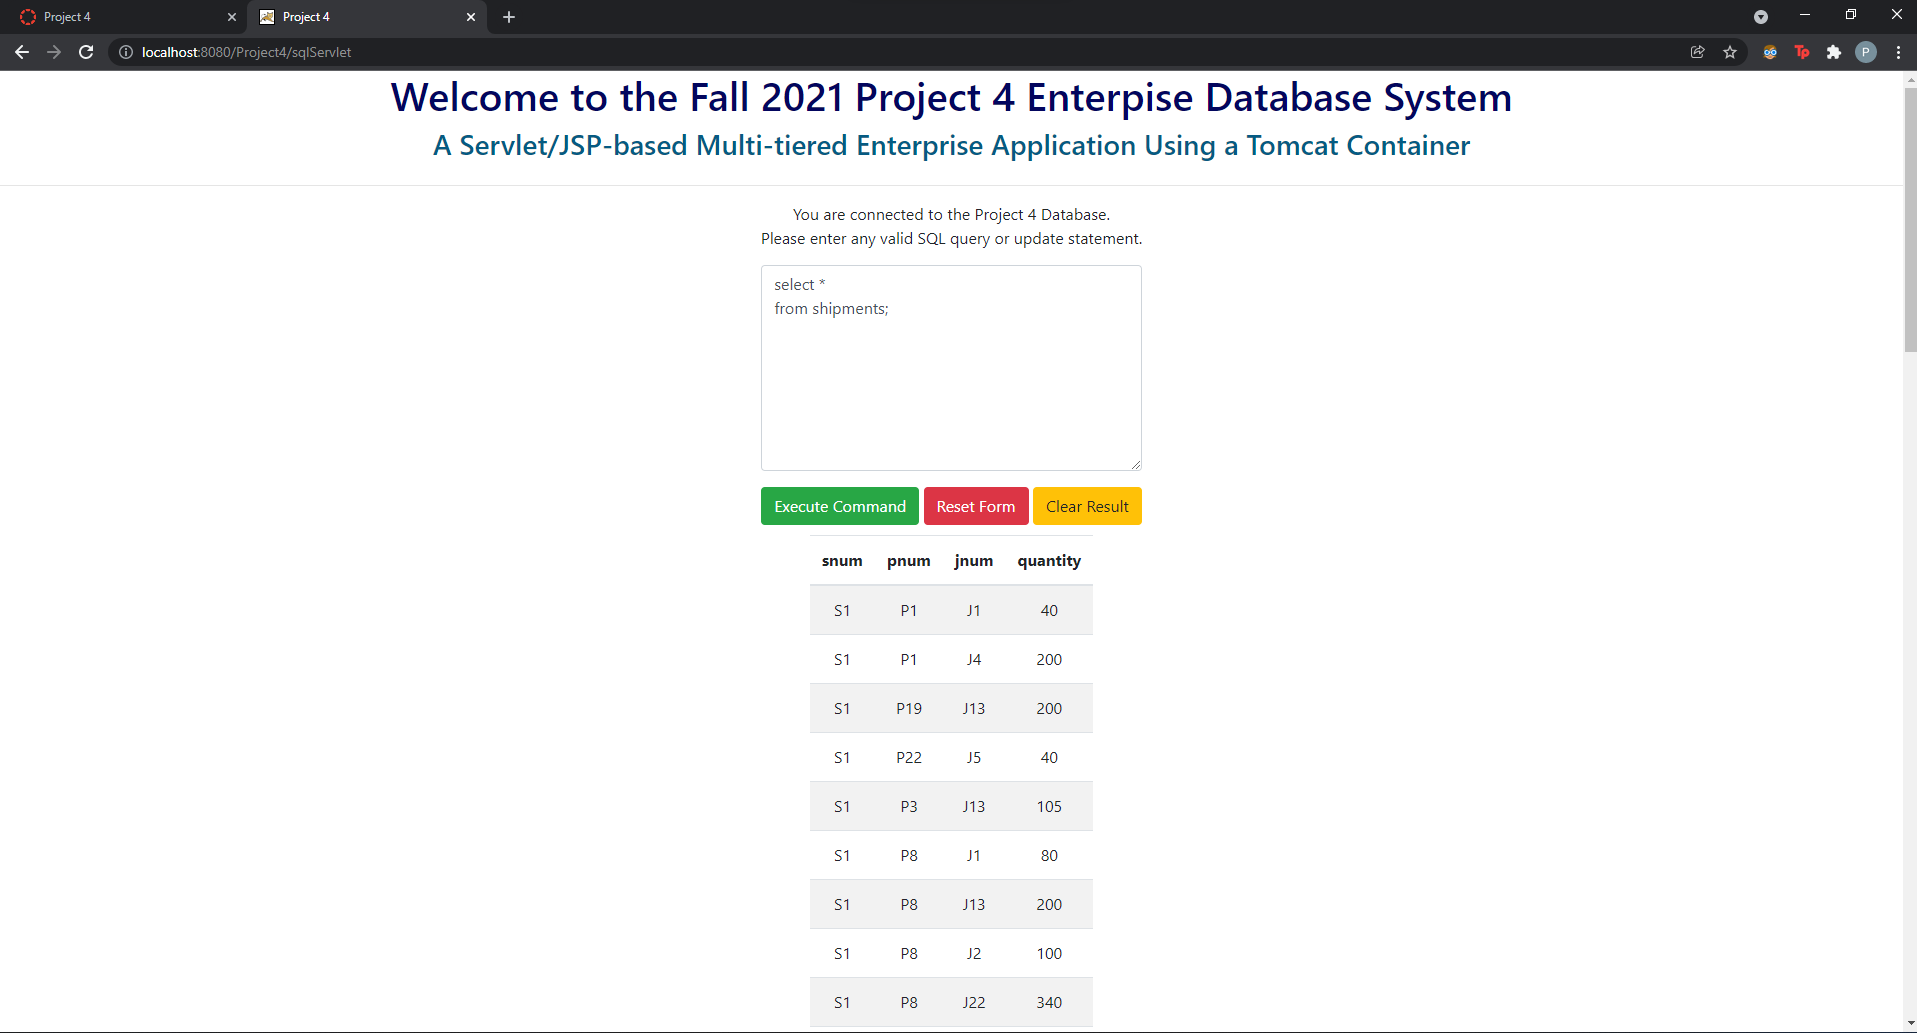 Project 4
Project 4
localhost:8080/Project4/sqlServlet
Tp
P
Welcome to the Fall 2021 Project 4 Enterpise Database System
A Servlet/JSP-based Multi-tiered Enterprise Application Using a Tomcat Container
You are connected to the Project 4 Database.
Please enter any valid SQL query or update statement.
select *
from shipments;
Execute Command Reset Form Clear Result
snum pnum jnum quantity
S1 P1 J1 40
S1 P1 J4 200
S1 P19 J13 200
S1 P22 J5 40
S1 P3 J13 105
S1 P8 J1 80
S1 P8 J13 200
S1 P8 J2 100
S1 P8 J22 340